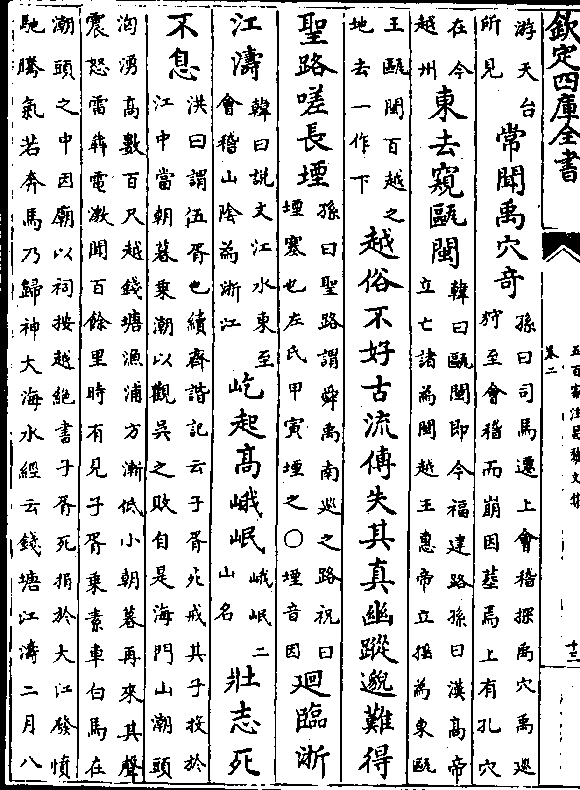 欽定四庫全書
五百家注昌黎文集
卷二
十三
游天台所見常聞禹穴奇孫曰司馬遷上會稽探禹穴禹巡狩至會稽而崩因葬焉上有孔穴
在今越州東去窺甌閩韓曰甌閩即今福建路孫曰漢高帝立亡諸為閩越王惠帝立搖為東甌
王甌閩百越之地去一作下越俗不好古流傳失其真幽蹤邈難得
聖路嗟長堙孫曰聖路謂舜禹南巡之路祝曰堙塞也左氏甲寅堙之○堙音因廻臨浙
江濤韓曰說文江水東至會稽山陰為浙江屹起高峨岷峨岷二山名壯志死
不息洪曰謂伍胥也續齊諧記云子胥死戒其子投於江中當朝暮乘潮以觀吳之敗自是海門山潮頭
洶湧高數百尺越錢塘漁浦方漸低小朝暮再來其聲震怒雷犇電激聞百餘里時有見子胥乘素車白馬在
潮頭之中因廟以祠按越絕書子胥死捐於大江發憤馳騰氣若奔馬乃歸神大海水經云錢塘江濤二月八